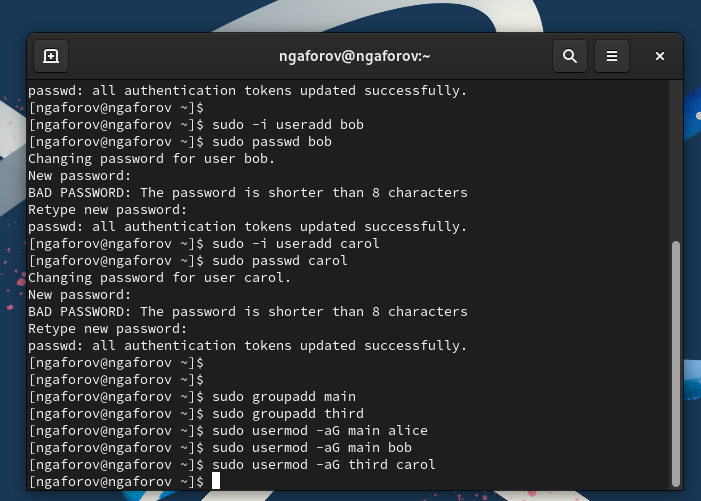 ngaforov@ngaforov:~
passwd: all authentication tokens updated successfully.
[ngaforov@ngaforov ~]$
[ngaforov@ngaforov ~]$ sudo -i useradd bob
[ngaforov@ngaforov ~]$ sudo passwd bob
Changing password for user bob.
New password:
BAD PASSWORD: The password is shorter than 8 characters
Retype new password:
passwd: all authentication tokens updated successfully.
[ngaforov@ngaforov ~]$ sudo -i useradd carol
[ngaforov@ngaforov ~]$ sudo passwd carol
Changing password for user carol.
New password:
BAD PASSWORD: The password is shorter than 8 characters
Retype new password:
passwd: all authentication tokens updated successfully.
[ngaforov@ngaforov ~]$
[ngaforov@ngaforov ~]$
[ngaforov@ngaforov ~]$ sudo groupadd main
[ngaforov@ngaforov ~]$ sudo groupadd third
[ngaforov@ngaforov ~]$ sudo usermod -aG main alice
[ngaforov@ngaforov ~]$ sudo usermod -aG main bob
[ngaforov@ngaforov ~]$ sudo usermod -aG third carol
[ngaforov@ngaforov ~]$